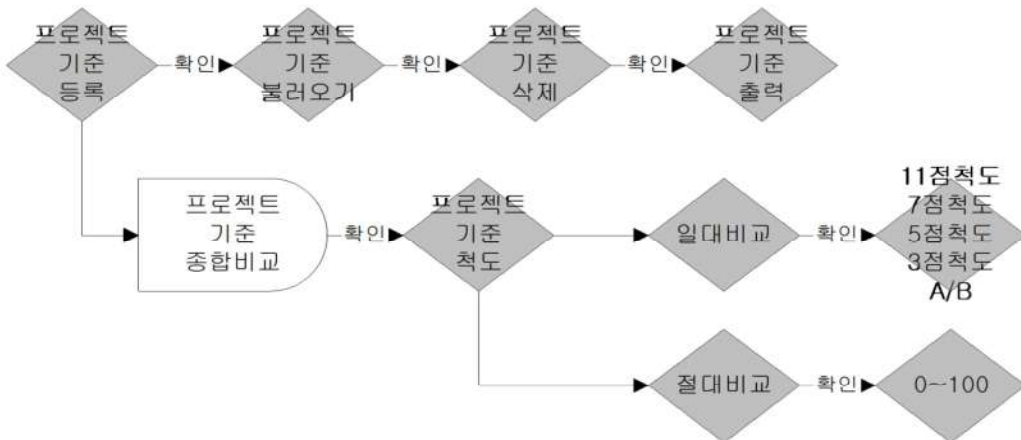 프로젝트
기준
등록
확인
프로젝트
기준
불러오기
확인
프로젝트
기준
삭제
확인
프로젝트
기준
출력
프로젝트
기준
종합비교
확인
프로젝트
기준
척도
일대비교
확인
11점척도
7점척도
5점척도
3점척도
A/B
절대비교
확인
0~100